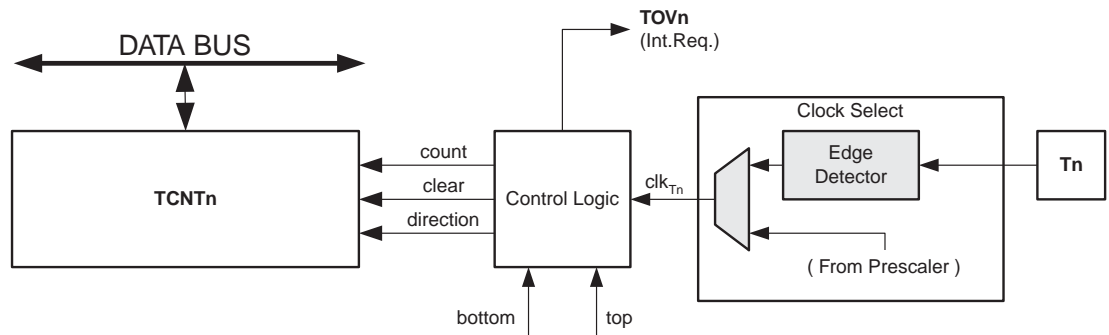 TOVn
(Int.Req.)
DATA BUS
Clock Select
TCNTn
count
clear
direction
Control Logic
clkTn
Edge
Detector
Tn
( From Prescaler )
bottom
top